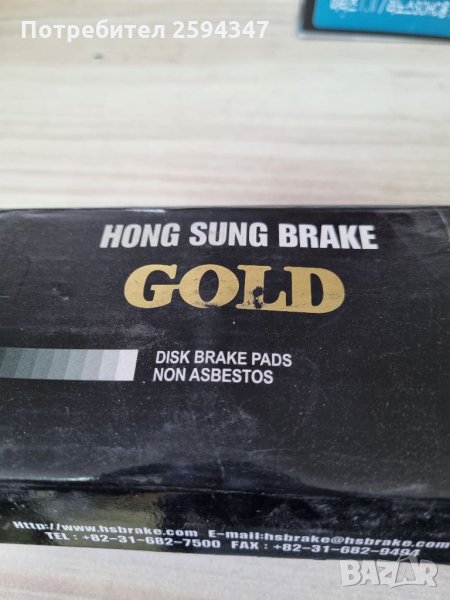 Потребител 2594347
HONG SUNG BRAKE
GOLD
DISK BRAKE PADS
NON ASBESTOS
Http://www.hsbrake.com E-mail:hsbrake@hsbrake.com
TEL : +82-31-682-7500 FAX : +82-31-682-9494
BAZAR